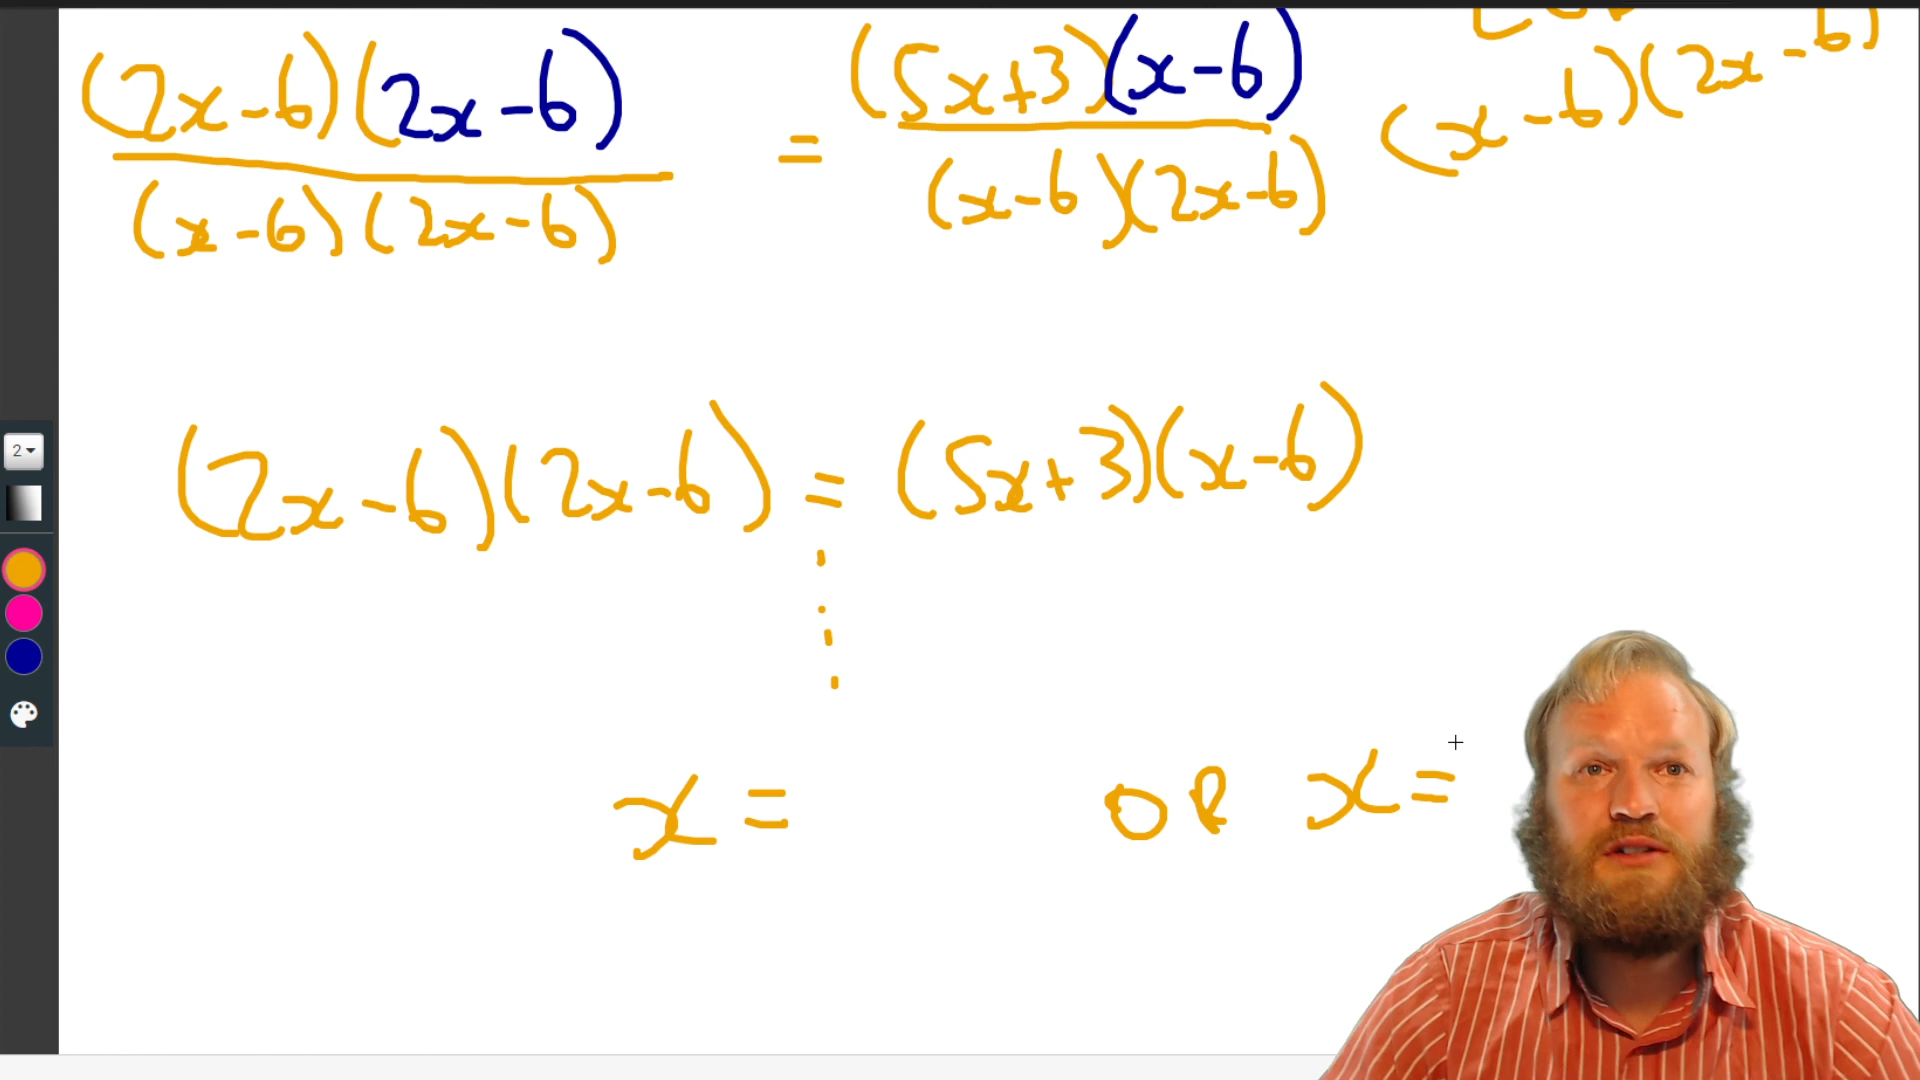 (2x-6)(2x-6) / (x-6)(2x-6) = (5x+3)(x-6) / (x-6)(2x-6)
(x-6)(2x-6)
(2x-6)(2x-6) = (5x+3)(x-6)
x = OR x =
2